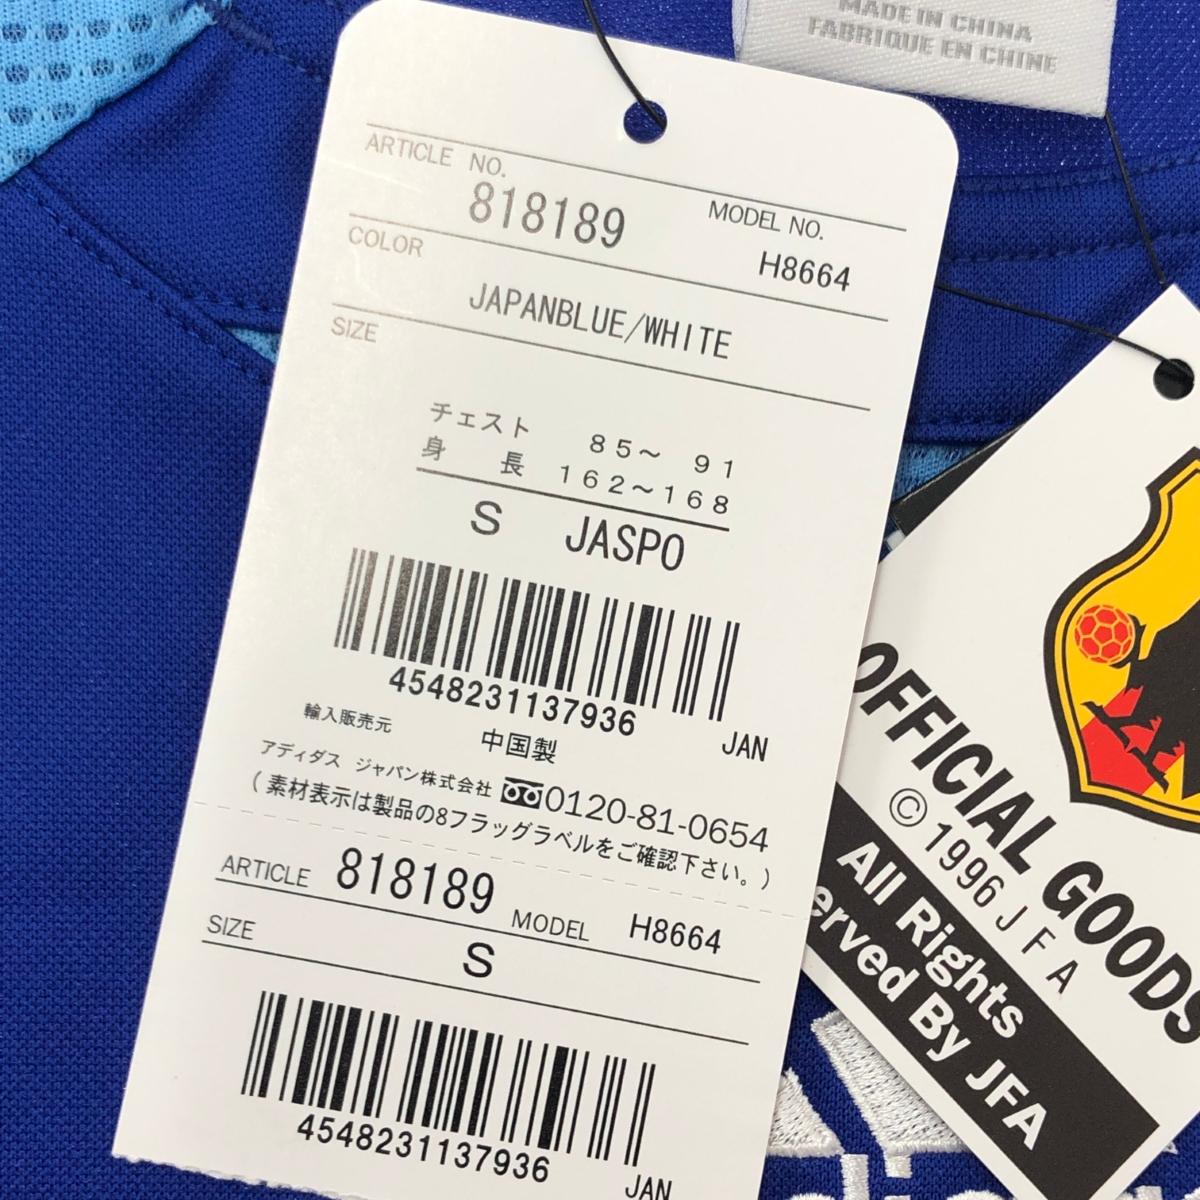 MADE IN CHINA
FABRIQUE EN CHINE
ARTICLE NO.
818189
MODEL NO.
H8664
COLOR
JAPANBLUE/WHITE
SIZE
チェスト 85～ 91
身 長 162～168
S JASPO
4548231137936
JAN
輸入販売元
中国製
アディダス ジャパン株式会社 0120-81-0654
(素材表示は製品の8フラッグラベルをご確認下さい。)
ARTICLE 818189 MODEL H8664
SIZE S
4548231137936
JAN
OFFICIAL GOODS
©1996 JFA
All Rights
erved By JFA